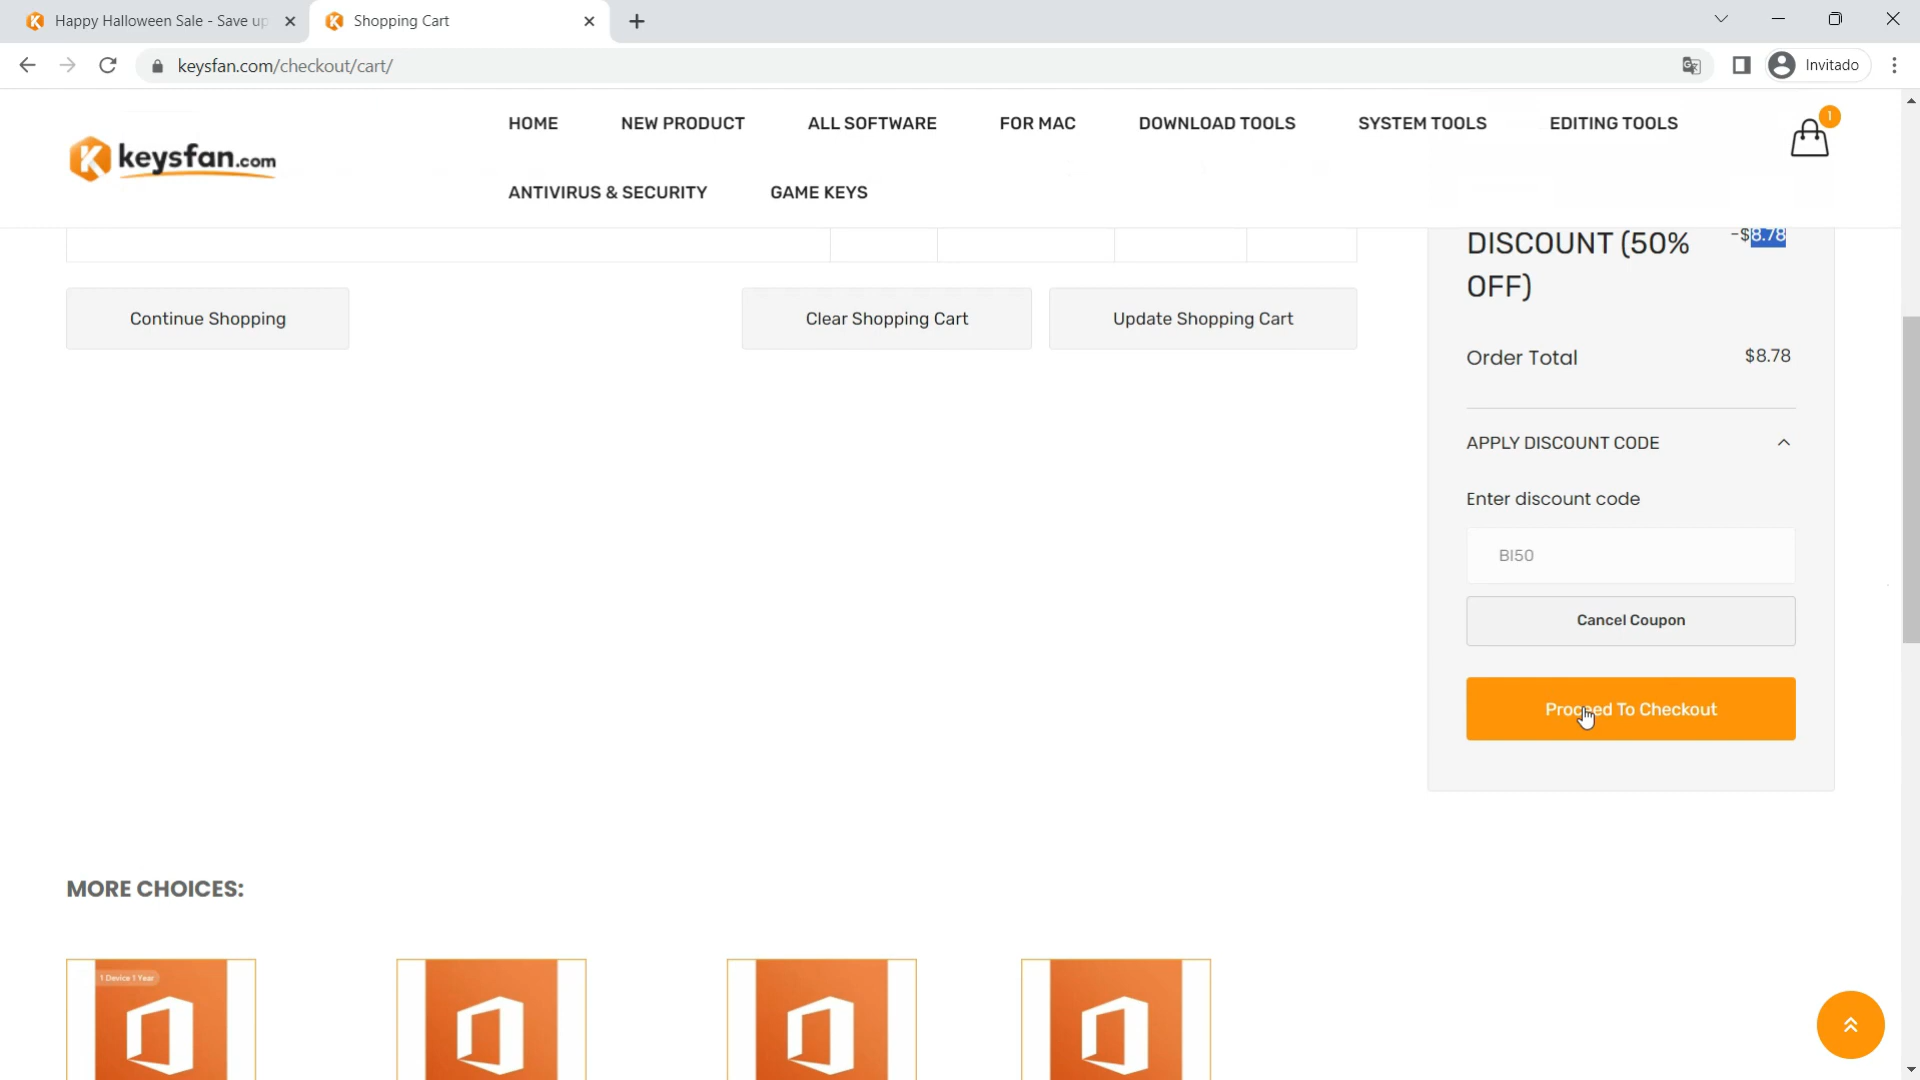 Happy Halloween Sale - Save up
Shopping Cart
keysfan.com/checkout/cart/
Invitado
HOME
NEW PRODUCT
ALL SOFTWARE
FOR MAC
DOWNLOAD TOOLS
SYSTEM TOOLS
EDITING TOOLS
1
keysfan.com
ANTIVIRUS & SECURITY
GAME KEYS
DISCOUNT (50%
OFF)
-$8.78
Continue Shopping
Clear Shopping Cart
Update Shopping Cart
Order Total
$8.78
APPLY DISCOUNT CODE
Enter discount code
BI50
Cancel Coupon
Proceed To Checkout
MORE CHOICES:
1 Device 1 Year